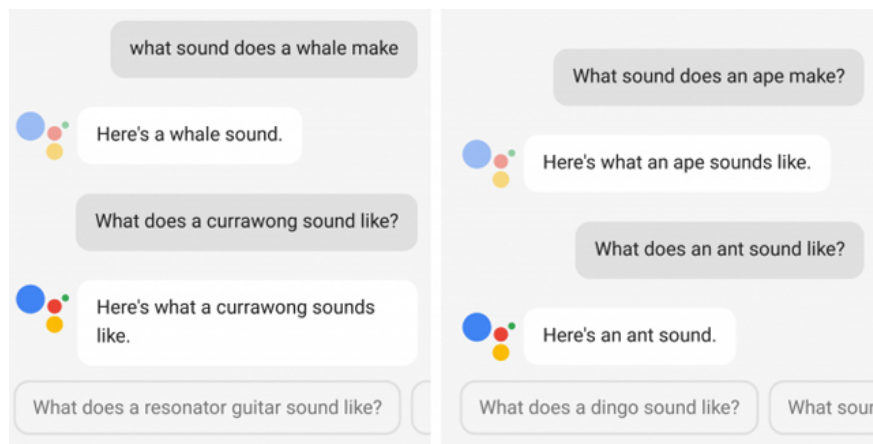 what sound does a whale make
Here's a whale sound.
What does a currawong sound like?
Here's what a currawong sounds
like.
What does a resonator guitar sound like?
What sound does an ape make?
Here's what an ape sounds like.
What does an ant sound like?
Here's an ant sound.
What does a dingo sound like?
What